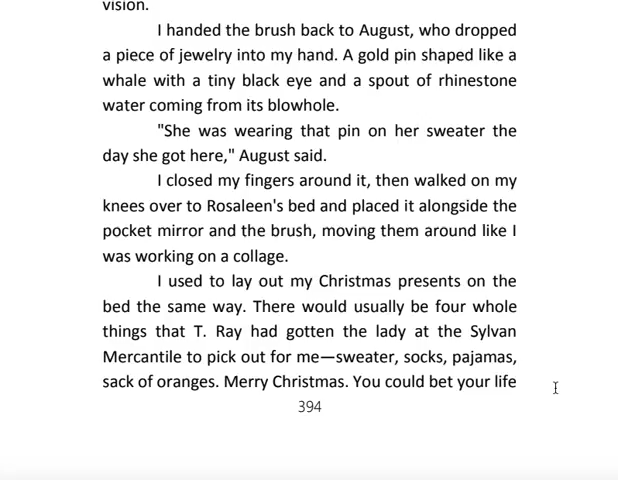 vision.
I handed the brush back to August, who dropped
a piece of jewelry into my hand. A gold pin shaped like a
whale with a tiny black eye and a spout of rhinestone
water coming from its blowhole.
"She was wearing that pin on her sweater the
day she got here," August said.
I closed my fingers around it, then walked on my
knees over to Rosaleen's bed and placed it alongside the
pocket mirror and the brush, moving them around like I
was working on a collage.
I used to lay out my Christmas presents on the
bed the same way. There would usually be four whole
things that T. Ray had gotten the lady at the Sylvan
Mercantile to pick out for me—sweater, socks, pajamas,
sack of oranges. Merry Christmas. You could bet your life
394